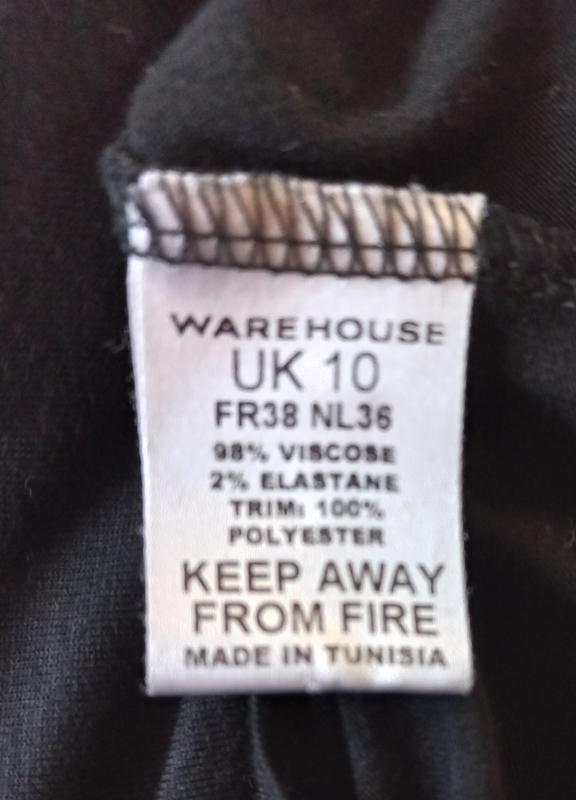 WAREHOUSE
UK 10
FR38 NL36
98% VISCOSE
2% ELASTANE
TRIM: 100%
POLYESTER
KEEP AWAY
FROM FIRE
MADE IN TUNISIA